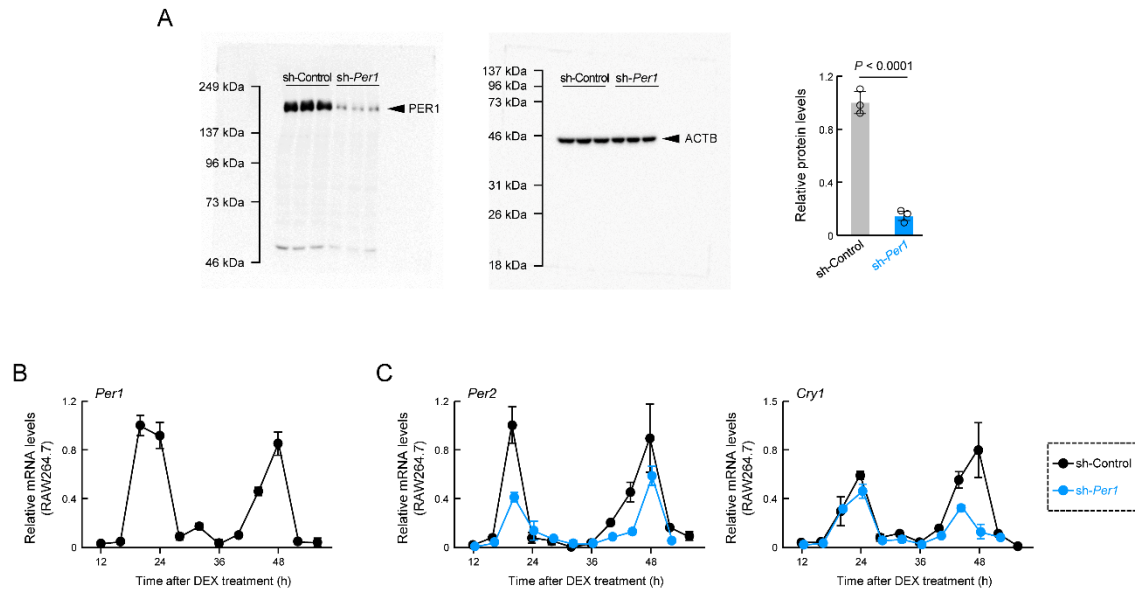 A
sh-Control sh-Per1
249 kDa
137 kDa
96 kDa
73 kDa
46 kDa
PER1
sh-Control sh-Per1
137 kDa
96 kDa
73 kDa
46 kDa
31 kDa
26 kDa
18 kDa
ACTB
P < 0.0001
Relative protein levels
1.2
0.8
0.4
0
sh-Control
sh-Per1
B
Per1
Relative mRNA levels
(RAW264.7)
1.2
0.8
0.4
0
12 24 36 48
Time after DEX treatment (h)
C
Per2
Relative mRNA levels
(RAW264.7)
1.2
0.8
0.4
0
12 24 36 48
Time after DEX treatment (h)
Cry1
Relative mRNA levels
(RAW264.7)
1.5
0.8
0.4
0
12 24 36 48
Time after DEX treatment (h)
sh-Control
sh-Per1